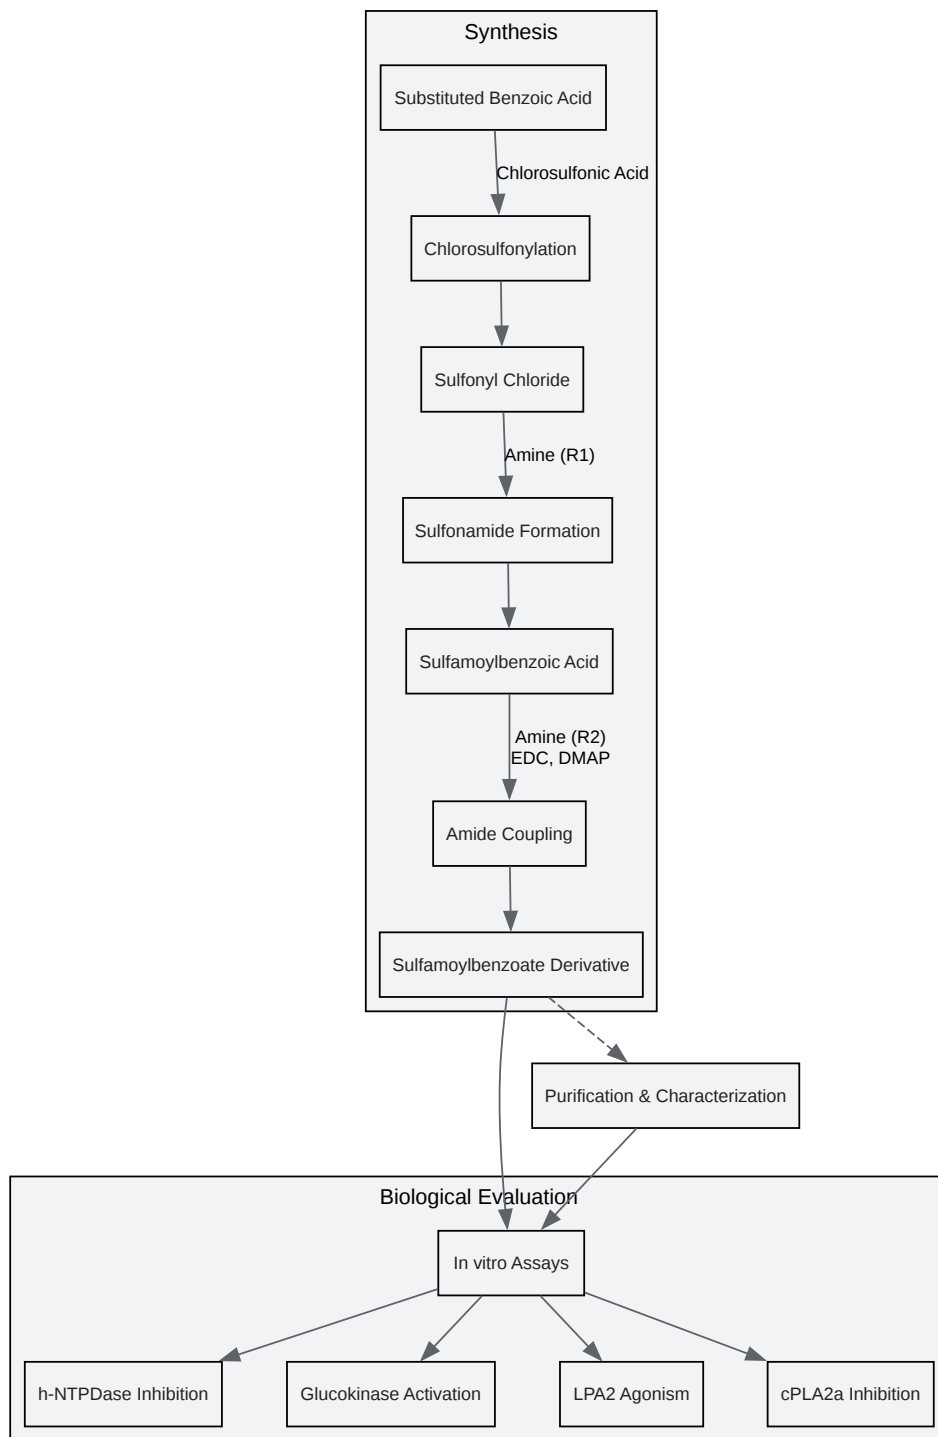 Synthesis
Substituted Benzoic Acid
Chlorosulfonic Acid
Chlorosulfonylation
Sulfonyl Chloride
Amine (R1)
Sulfonamide Formation
Sulfamoylbenzoic Acid
Amine (R2)
EDC, DMAP
Amide Coupling
Sulfamoylbenzoate Derivative
Purification & Characterization
Biological Evaluation
In vitro Assays
h-NTPDase Inhibition
Glucokinase Activation
LPA2 Agonism
cPLA2a Inhibition